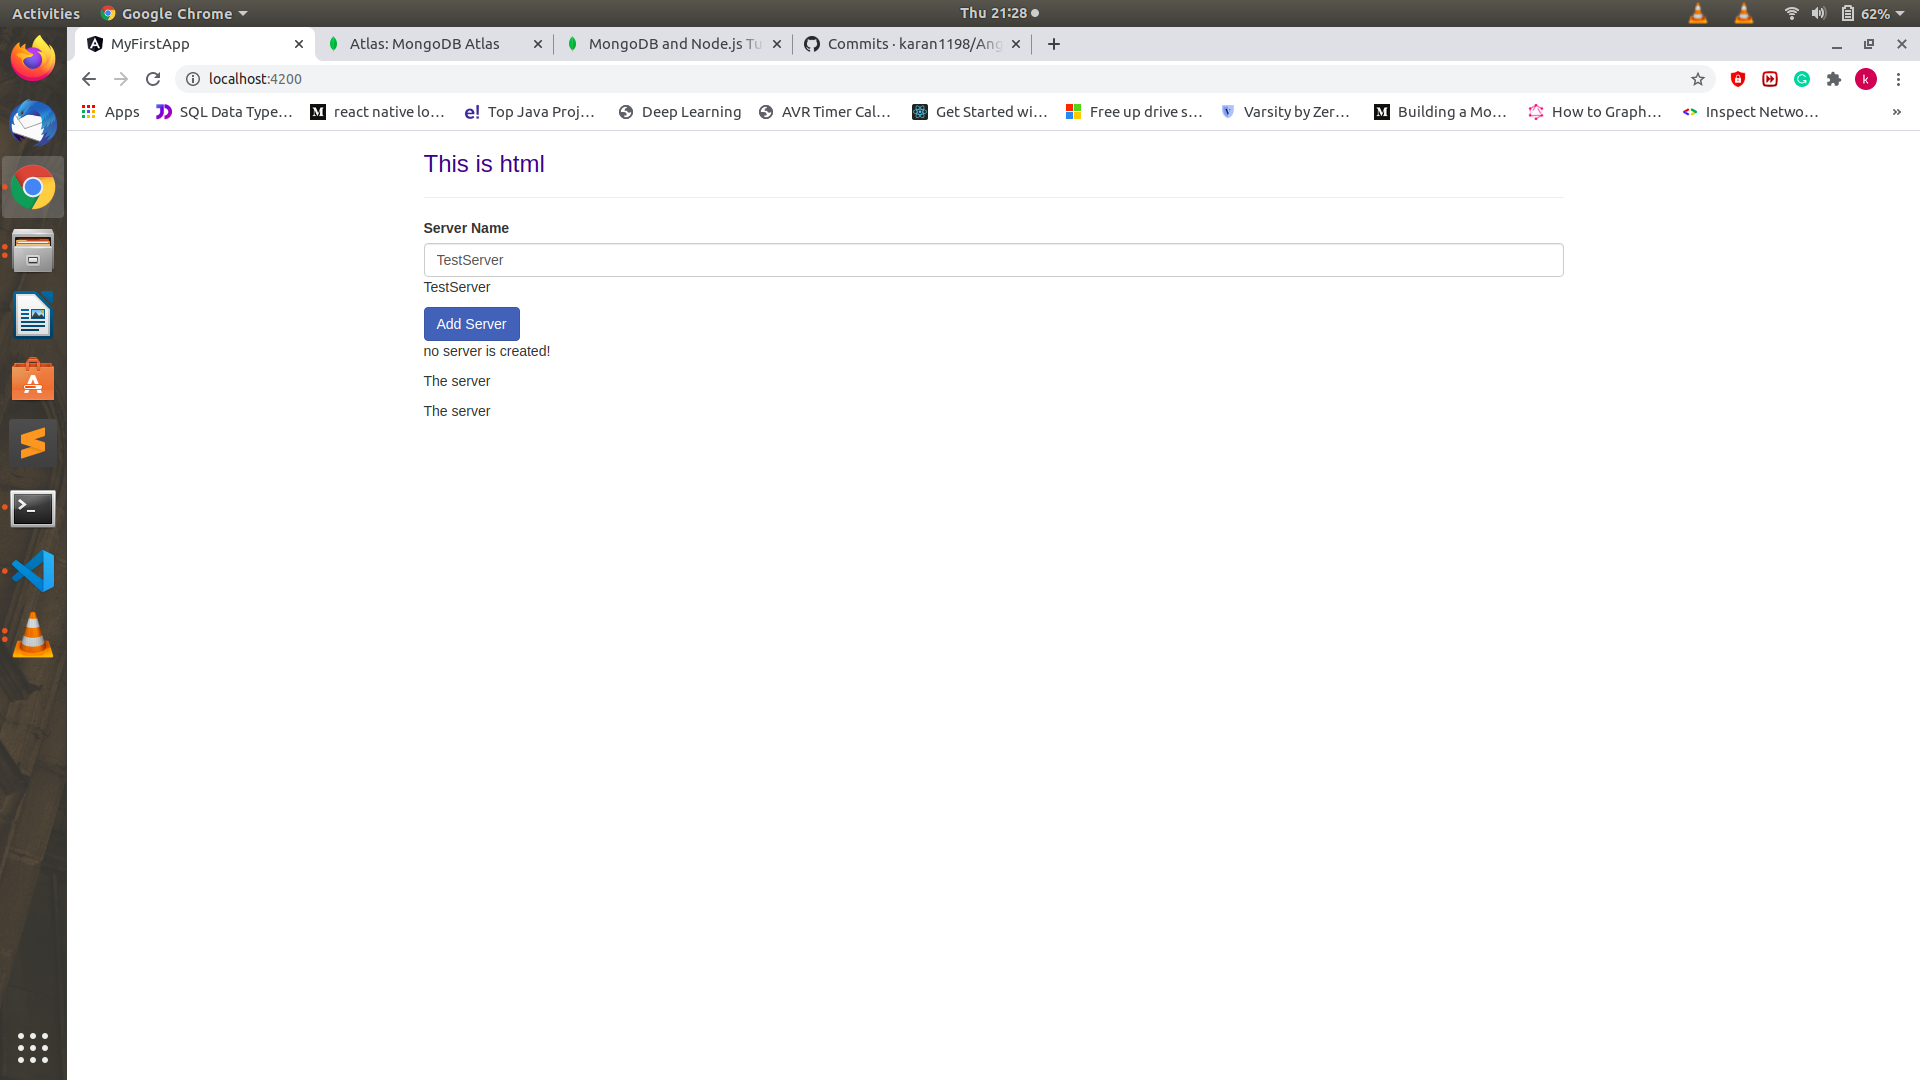 Activities Google Chrome Thu 21:28 62%
MyFirstApp Atlas: MongoDB Atlas MongoDB and Node.js Tu Commits · karan1198/Ang
localhost:4200 k
Apps SQL Data Type... react native lo... e! Top Java Proj... Deep Learning AVR Timer Cal... Get Started wi... Free up drive s... Varsity by Zer... Building a Mo... How to Graph... Inspect Netwo... »
This is html
Server Name
TestServer
TestServer
Add Server
no server is created!
The server
The server